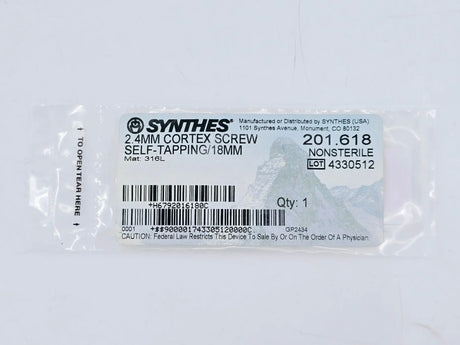 SYNTHES®
Manufactured or Distributed by SYNTHES (USA)
1101 Synthes Avenue, Monument, CO 80132
2.4MM CORTEX SCREW
SELF-TAPPING/18MM
Mat: 316L
201.618
NONSTERILE
LOT 4330512
Qty: 1
+H6792016180C
0001
+$$900001743305120000C
GP2434
CAUTION: Federal Law Restricts This Device To Sale By Or On The Order Of A Physician.
↑ TO OPEN TEAR HERE ↑